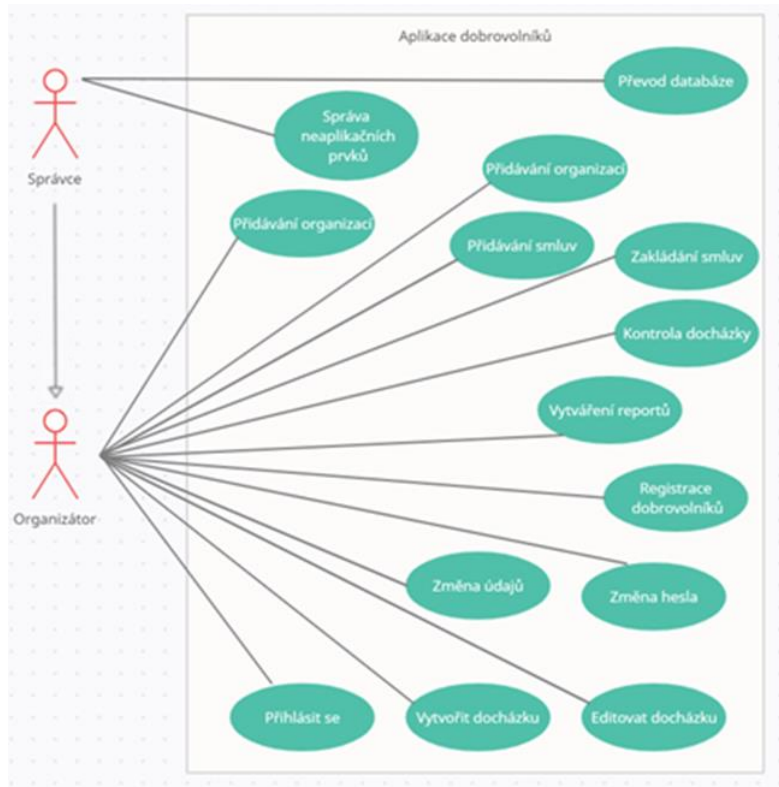 Aplikace dobrovolníků
Převod databáze
Správa
neaplikačních
prvků
Správce
Přidávání organizací
Přidávání organizací
Přidávání smluv
Zakládání smluv
Kontrola docházky
Vytváření reportů
Registrace
dobrovolníků
Organizátor
Změna údajů
Změna hesla
Přihlásit se
Vytvořit docházku
Editovat docházku